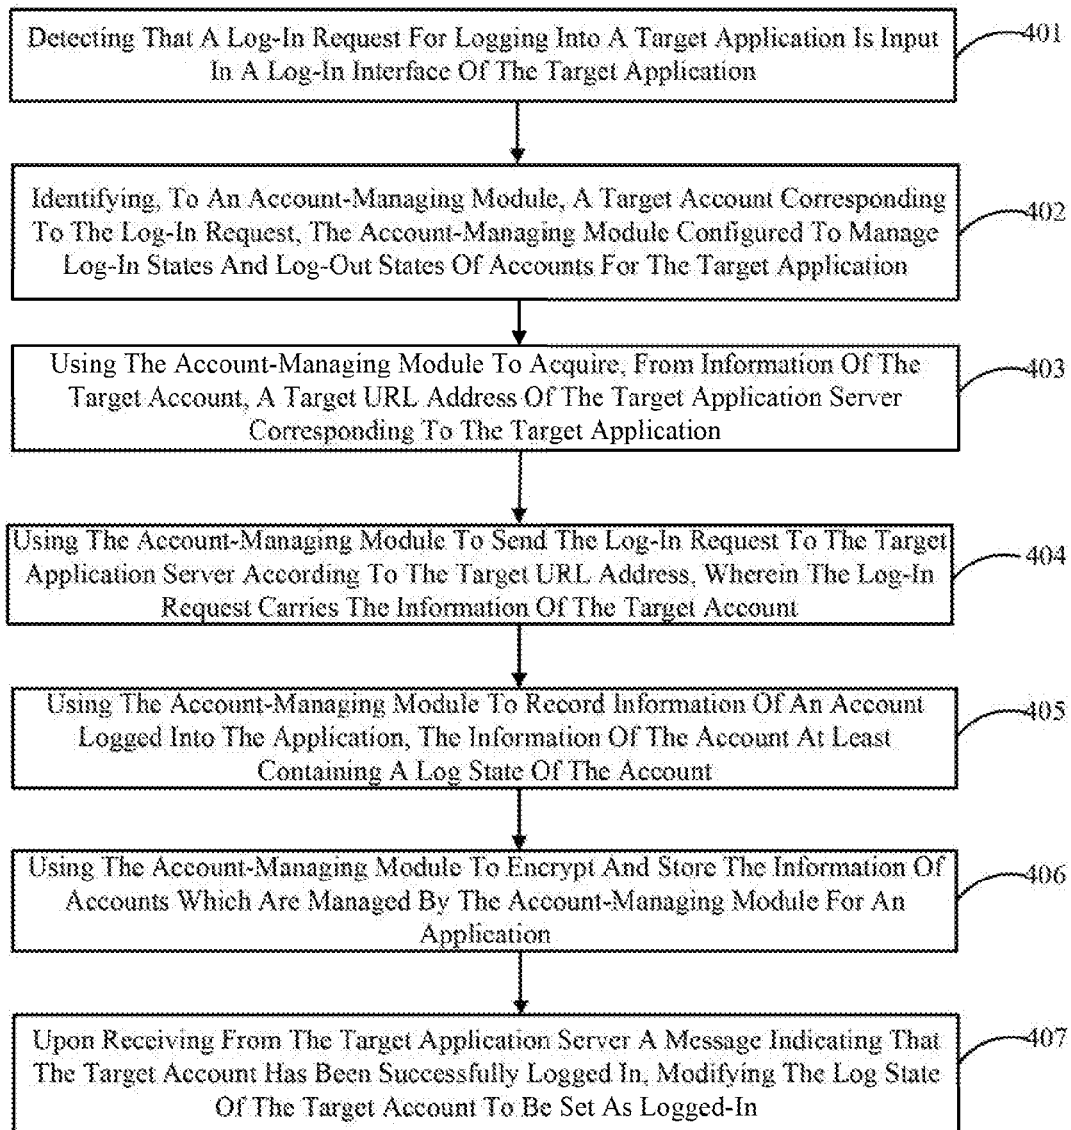 Detecting That A Log-In Request For Logging Into A Target Application Is Input
In A Log-In Interface Of The Target Application
401
Identifying, To An Account-Managing Module, A Target Account Corresponding
To The Log-In Request, The Account-Managing Module Configured To Manage
Log-In States And Log-Out States Of Accounts For The Target Application
402
Using The Account-Managing Module To Acquire, From Information Of The
Target Account, A Target URL Address Of The Target Application Server
Corresponding To The Target Application
403
Using The Account-Managing Module To Send The Log-In Request To The Target
Application Server According To The Target URL Address, Wherein The Log-In
Request Carries The Information Of The Target Account
404
Using The Account-Managing Module To Record Information Of An Account
Logged Into The Application, The Information Of The Account At Least
Containing A Log State Of The Account
405
Using The Account-Managing Module To Encrypt And Store The Information Of
Accounts Which Are Managed By The Account-Managing Module For An
Application
406
Upon Receiving From The Target Application Server A Message Indicating That
The Target Account Has Been Successfully Logged In, Modifying The Log State
Of The Target Account To Be Set As Logged-In
407